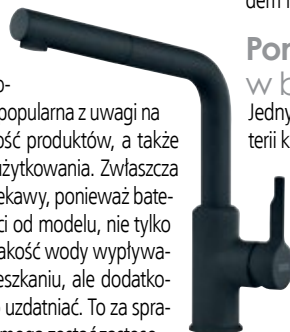 dem
Por
w b
Jedny
terii k
o-
popularna z uwagi na
ość produktów, a także
użytkowania. Zwłaszcza
ekawy, ponieważ bate-
ci od modelu, nie tylko
akość wody wypływa-
eszkaniu, ale dodatko-
o uzdatniać. To za spra-